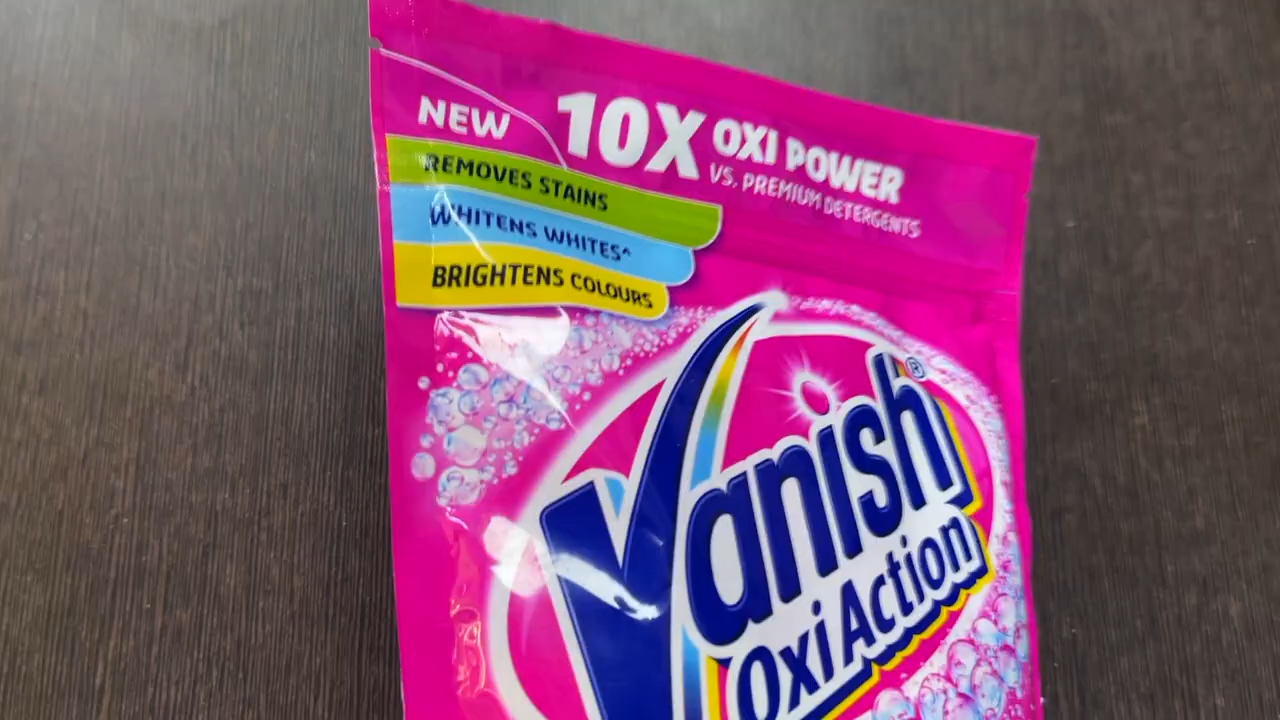 NEW
10X OXI POWER
VS. PREMIUM DETERGENTS
REMOVES STAINS
WHITENS WHITES^
BRIGHTENS COLOURS
Vanish®
Oxi Action